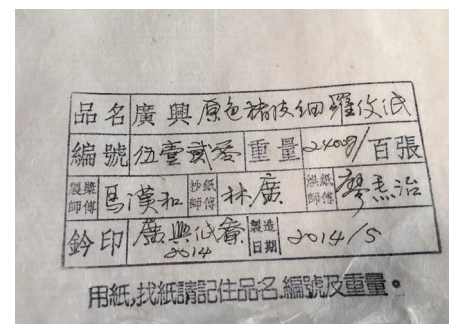 品名 廣興 原色楮皮細羅紋紙
編號 伍壹貳零 重量 2400g/百張
製漿師傅 馬漢和 抄紙師傅 林廣 烘紙師傅 廖志治
鈐印 廣興紙寮 2014 製造日期 2014/5
用紙,找紙請記住品名.編號及重量。